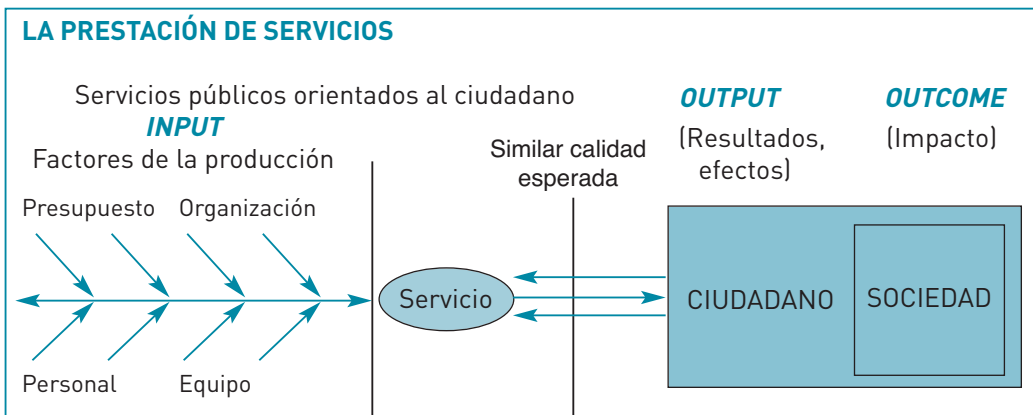 LA PRESTACIÓN DE SERVICIOS
Servicios públicos orientados al ciudadano
INPUT
Factores de la producción
Presupuesto
Organización
Personal
Equipo
Servicio
Similar calidad
esperada
OUTPUT
(Resultados,
efectos)
OUTCOME
(Impacto)
CIUDADANO
SOCIEDAD